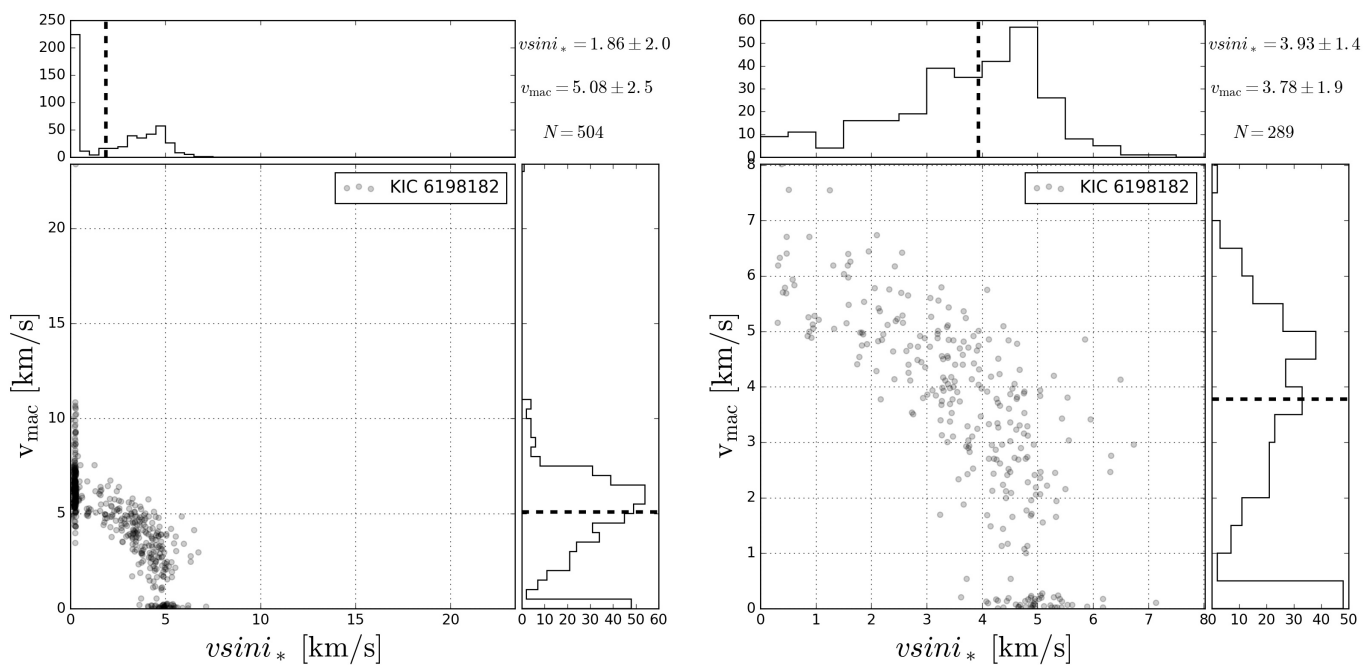 250
200
150
100
50
0
vsini* = 1.86 ± 2.0
v_mac = 5.08 ± 2.5
N = 504
KIC 6198182
20
15
10
5
0
v_mac [km/s]
0 5 10 15 20
vsini* [km/s]
0 10 20 30 40 50 60
60
50
40
30
20
10
0
vsini* = 3.93 ± 1.4
v_mac = 3.78 ± 1.9
N = 289
KIC 6198182
8
7
6
5
4
3
2
1
0
v_mac [km/s]
0 1 2 3 4 5 6 7 8
vsini* [km/s]
0 10 20 30 40 50